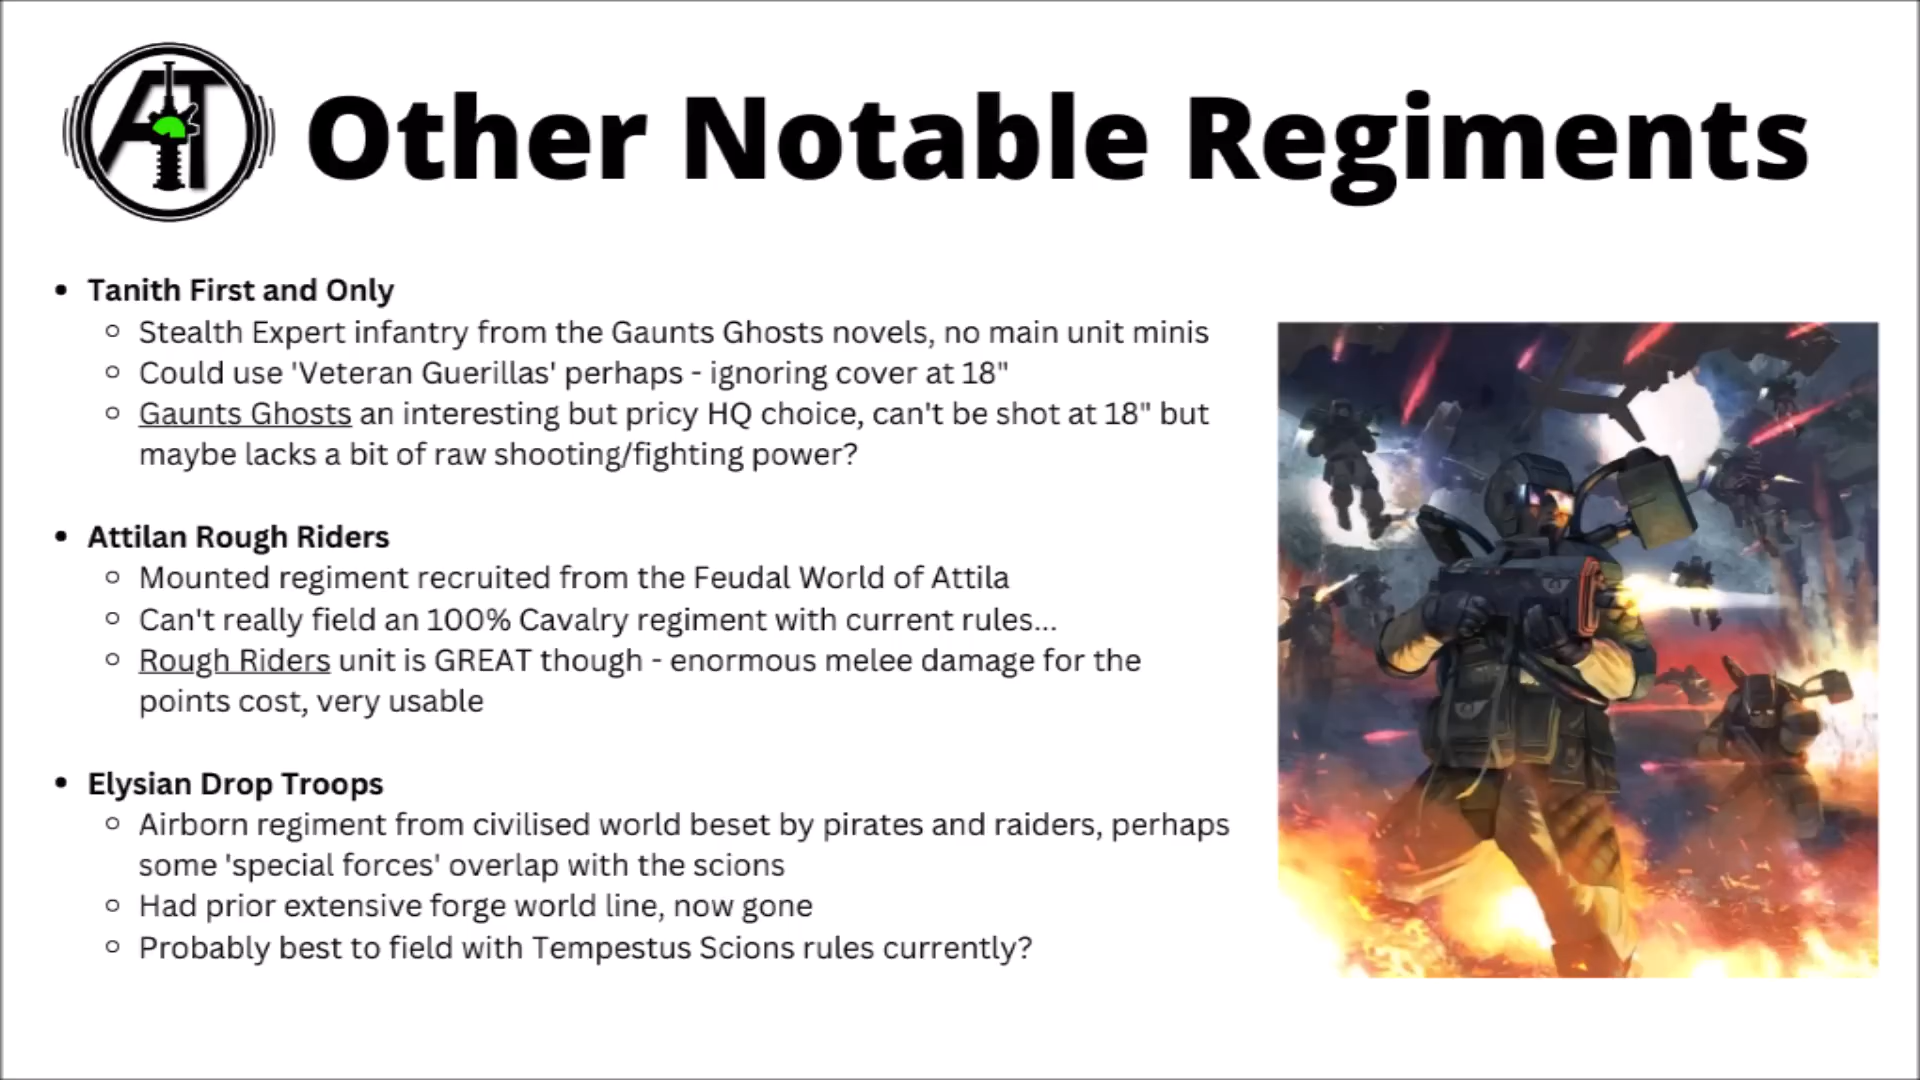 AT
Other Notable Regiments
• Tanith First and Only
○ Stealth Expert infantry from the Gaunts Ghosts novels, no main unit minis
○ Could use 'Veteran Guerillas' perhaps - ignoring cover at 18"
○ Gaunts Ghosts an interesting but pricy HQ choice, can't be shot at 18" but
maybe lacks a bit of raw shooting/fighting power?
• Attilan Rough Riders
○ Mounted regiment recruited from the Feudal World of Attila
○ Can't really field an 100% Cavalry regiment with current rules...
○ Rough Riders unit is GREAT though - enormous melee damage for the
points cost, very usable
• Elysian Drop Troops
○ Airborn regiment from civilised world beset by pirates and raiders, perhaps
some 'special forces' overlap with the scions
○ Had prior extensive forge world line, now gone
○ Probably best to field with Tempestus Scions rules currently?